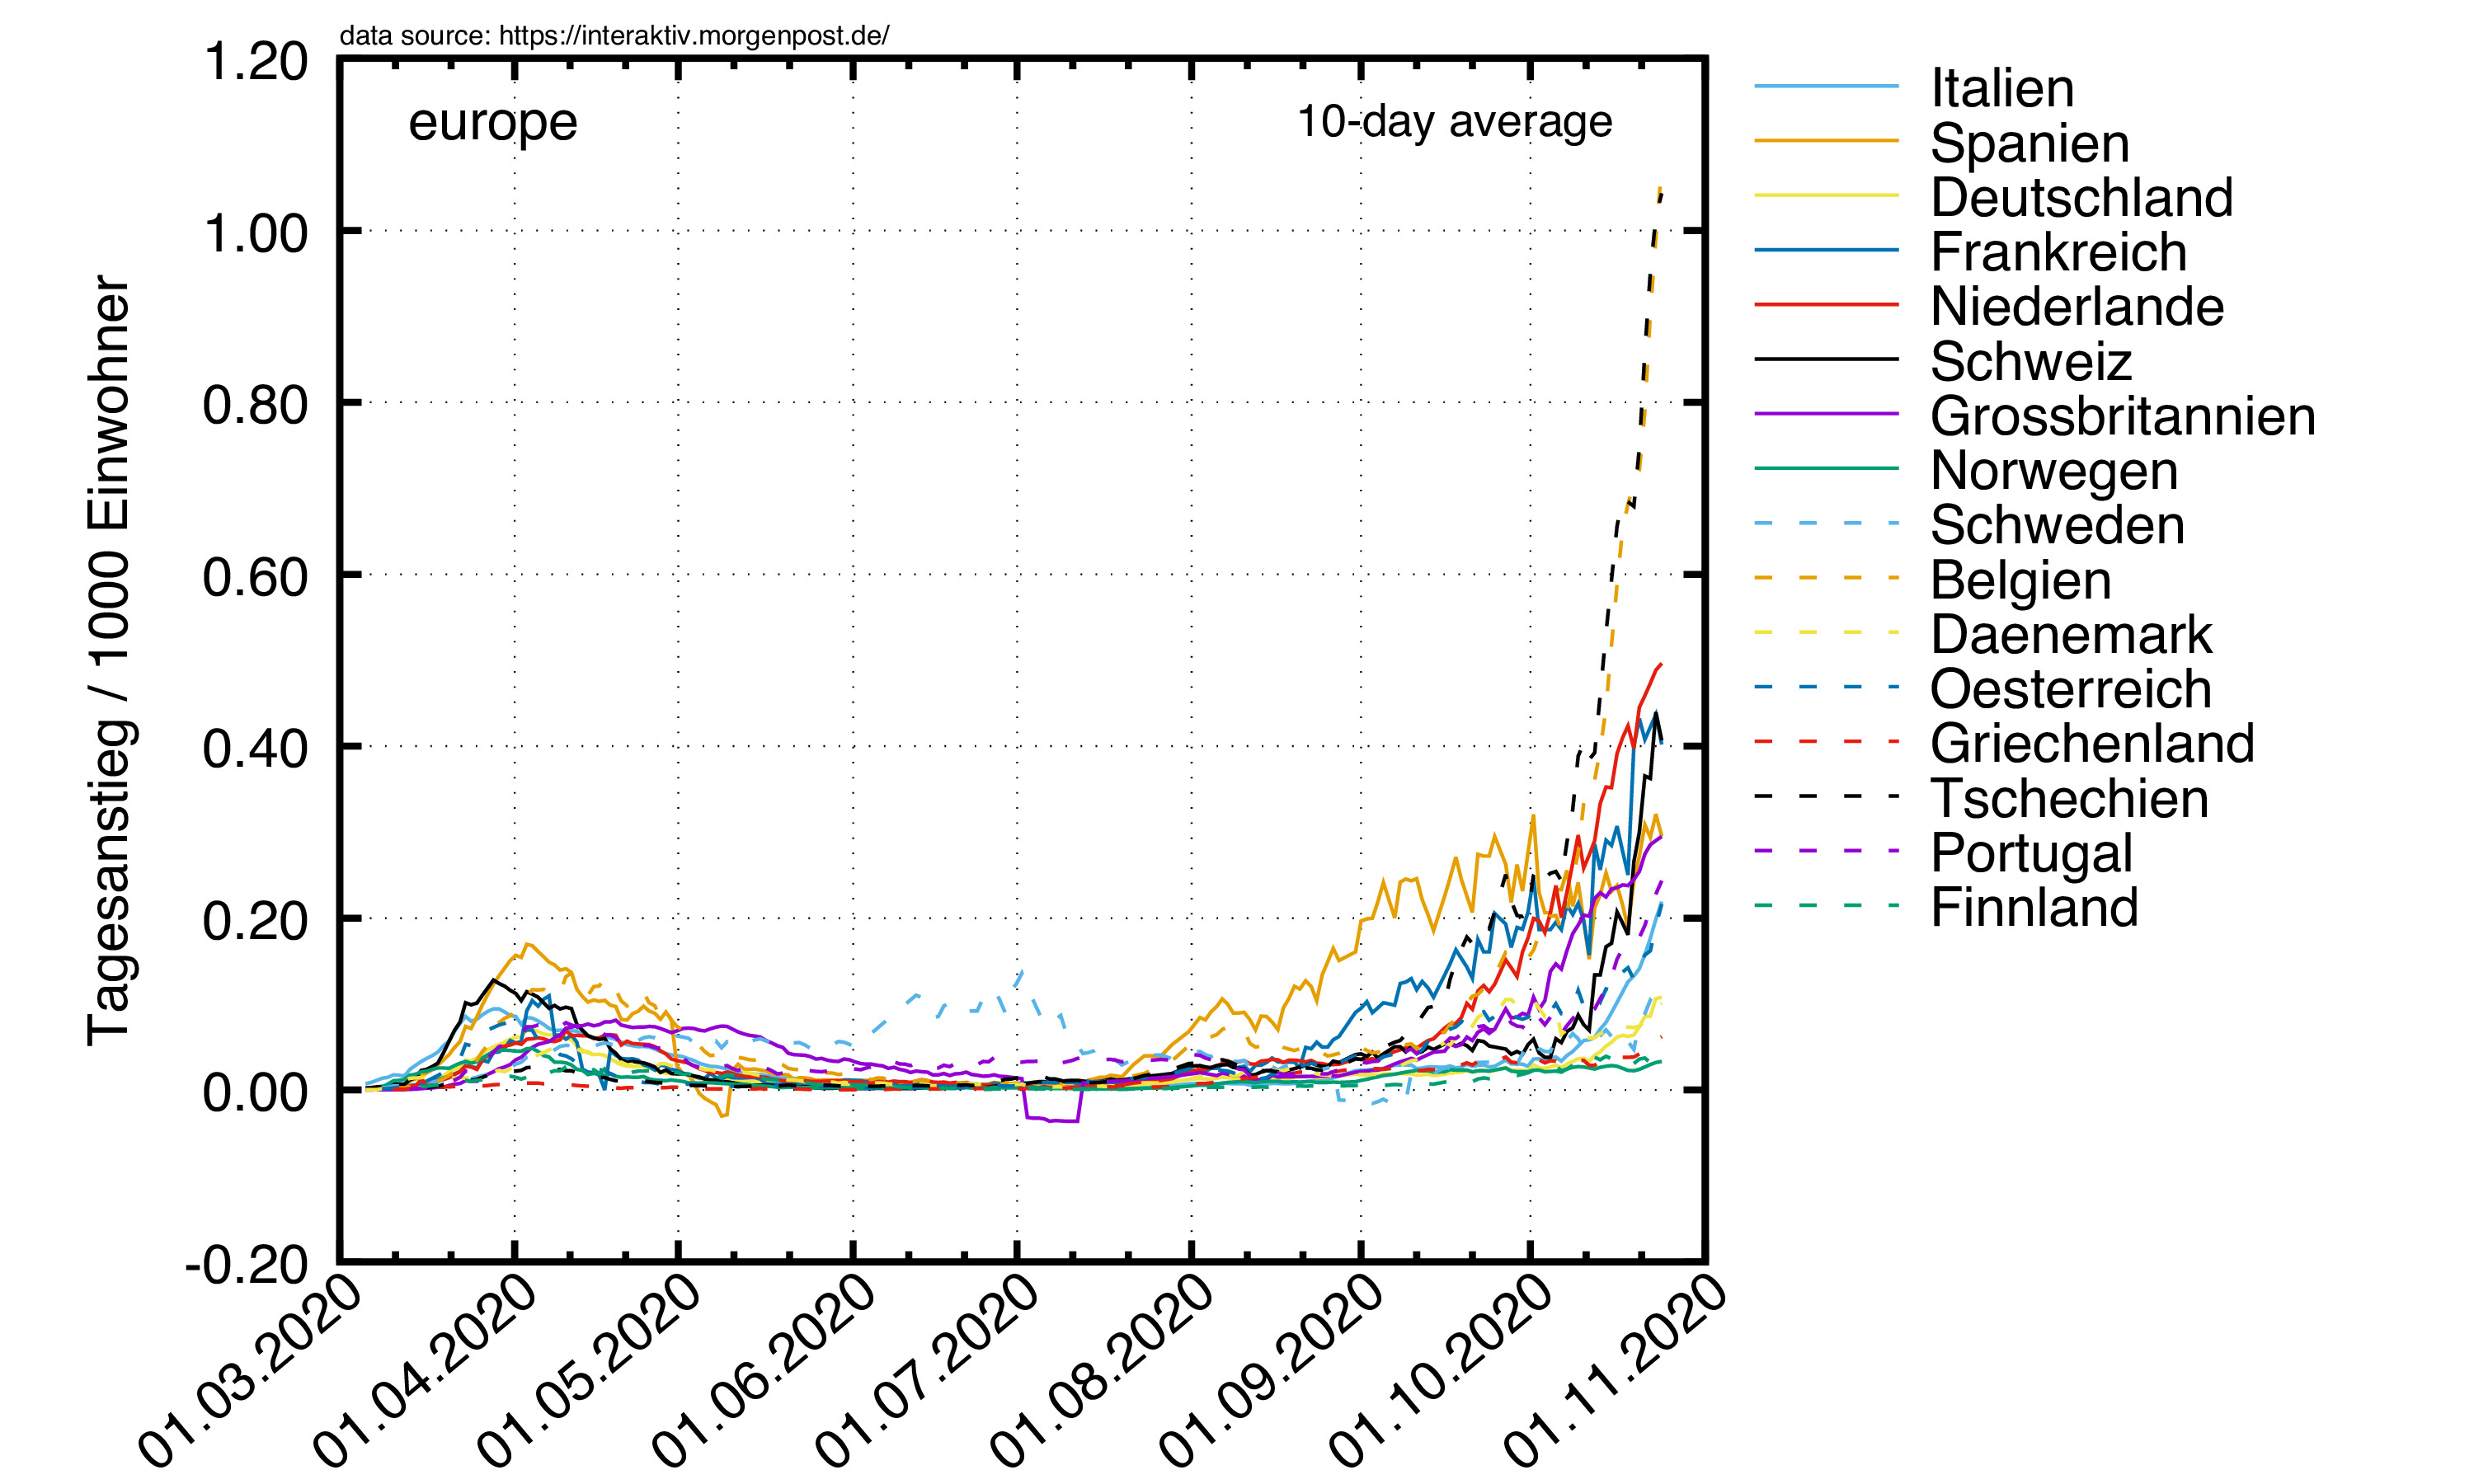 data source: https://interaktiv.morgenpost.de/
europe
10-day average
Tagesanstieg / 1000 Einwohner
1.20
1.00
0.80
0.60
0.40
0.20
0.00
-0.20
01.03.2020
01.04.2020
01.05.2020
01.06.2020
01.07.2020
01.08.2020
01.09.2020
01.10.2020
01.11.2020
Italien
Spanien
Deutschland
Frankreich
Niederlande
Schweiz
Grossbritannien
Norwegen
Schweden
Belgien
Daenemark
Oesterreich
Griechenland
Tschechien
Portugal
Finnland